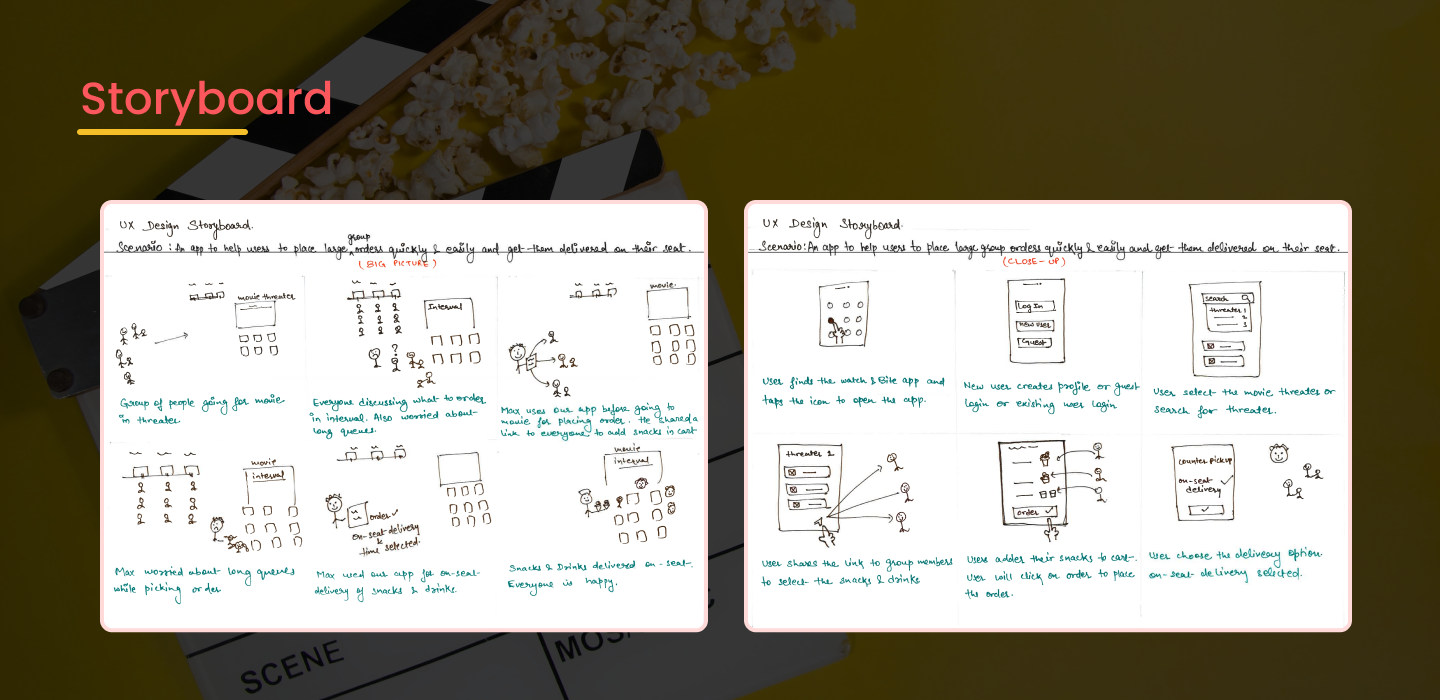 Storyboard
UX Design Storyboard.
group
Scenario : An app to help users to place large orders quickly & easily and get them delivered on their seat.
(BIG PICTURE)
movie threater
Group of people going for movie
in threater
Interval
?
Everyone discussing what to order
in interval. Also worried about
long queues.
movie.
Max uses our app before going to
movie for placing order. He shared a
link to everyone, to add snacks in cart
movie
interval
Max worried about long queues
while picking order
order ✓
on-seat delivery
&
time selected.
Max used our app for on-seat-
delivery of snacks & drinks.
movie
interval
Snacks & Drinks delivered on-seat.
Everyone is happy.
UX Design Storyboard.
Scenario: An app to help users to place large group orders quickly & easily and get them delivered on their seat.
(CLOSE-UP)
User finds the watch & Bite app and
taps the icon to open the app.
Log In
New user
Guest
New user creates profile or guest
login or existing user login
search
threater 1
2
3
User select the movie threater or
search for threater.
threater 1
User shares the link to group members
to select the snacks & drinks
order ✓
Users adder their snacks to cart.
User will click on order to place
the order.
counter pickup
on-seat ✓
delivery
✓
User choose the delivery option.
on-seat delivery selected.
SCENE
MOS